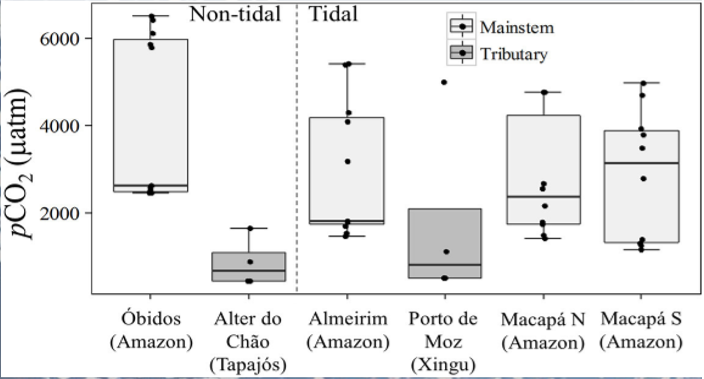 Non-tidal
Tidal
Mainstem
Tributary
pCO₂ (µatm)
6000
4000
2000
Óbidos
(Amazon)
Alter do
Chão
(Tapajós)
Almeirim
(Amazon)
Porto de
Moz
(Xingu)
Macapá N
(Amazon)
Macapá S
(Amazon)